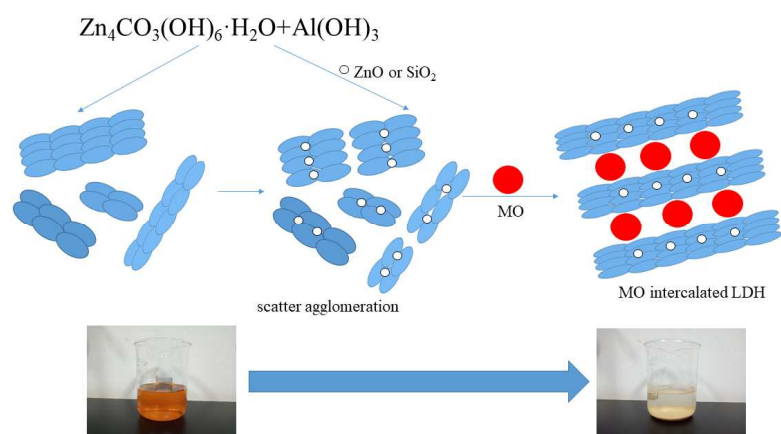 Zn₄CO₃(OH)₆·H₂O+Al(OH)₃
ZnO or SiO₂
MO
scatter agglomeration
MO intercalated LDH